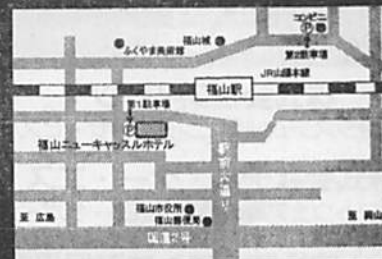 コンビニ
P
福山城
ふくやま美術館
第2駐車場
JR山陽本線
福山駅
第1駐車場
P
福山ニューキャッスルホテル
駅前大通り
至 広島
福山市役所
福山郵便局
至 岡山
国道2号